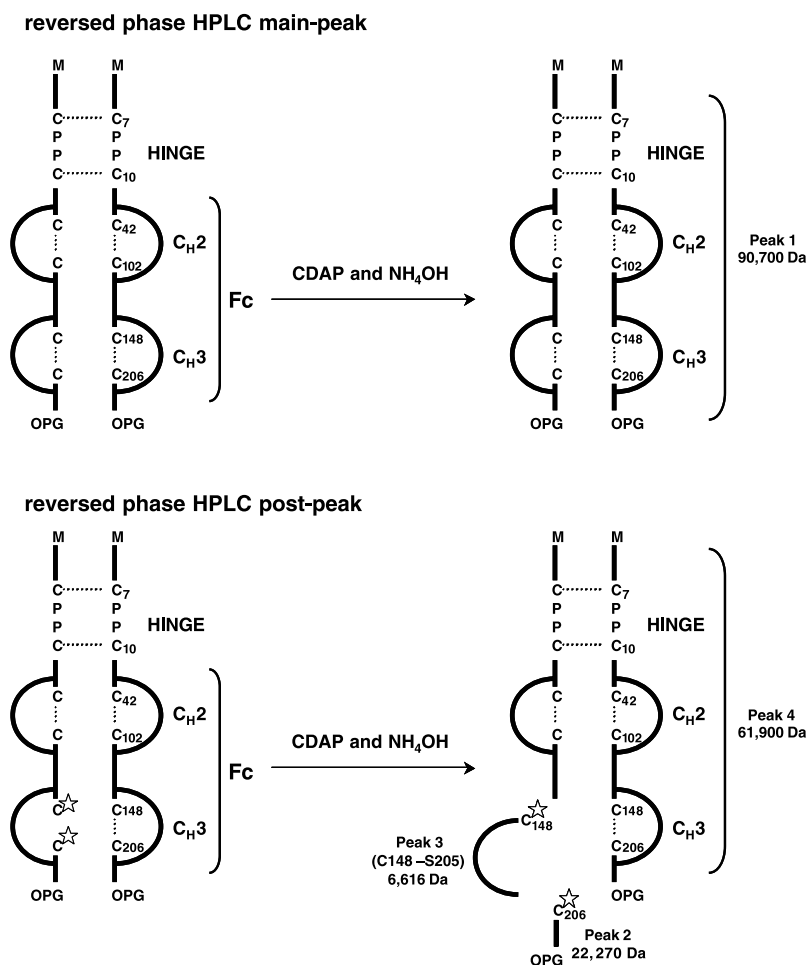 reversed phase HPLC main-peak
M M M M
C C7 C C7
P P P P
P P P P
HINGE HINGE
C C10 C C10
C C42 C C42
CH2 CH2
C C102 C C102
Peak 1
90,700 Da
CDAP and NH4OH
Fc
C C148 C C148
CH3 CH3
C C206 C C206
OPG OPG OPG OPG
reversed phase HPLC post-peak
M M M M
C C7 C C7
P P P P
P P P P
HINGE HINGE
C C10 C C10
C C42 C C42
CH2 CH2
C C102 C C102
Peak 4
61,900 Da
CDAP and NH4OH
Fc
C☆ C148 C148☆ C148
CH3 CH3
C☆ C206 C206
Peak 3
(C148 –S205)
6,616 Da
OPG OPG OPG
C206☆
Peak 2
22,270 Da
OPG